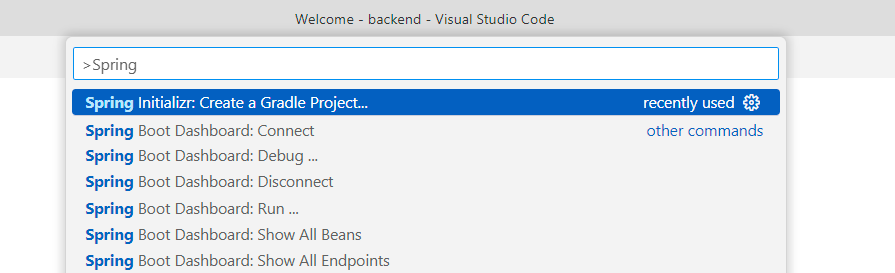 Welcome - backend - Visual Studio Code
>Spring
Spring Initializr: Create a Gradle Project... recently used
Spring Boot Dashboard: Connect other commands
Spring Boot Dashboard: Debug ...
Spring Boot Dashboard: Disconnect
Spring Boot Dashboard: Run ...
Spring Boot Dashboard: Show All Beans
Spring Boot Dashboard: Show All Endpoints